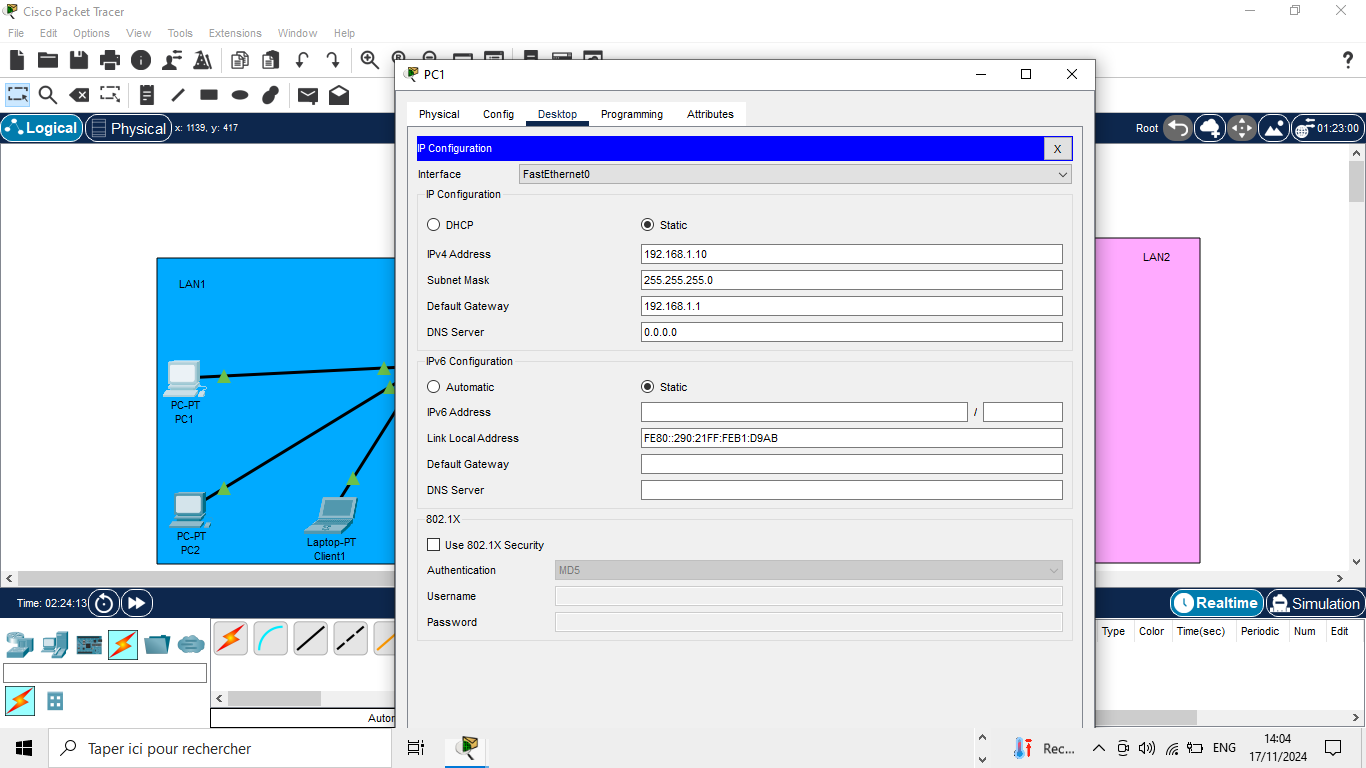 Cisco Packet Tracer
File Edit Options View Tools Extensions Window Help
PC1
Physical Config Desktop Programming Attributes
Logical Physical x: 1139, y: 417 Root 01:23:00
IP Configuration X
Interface FastEthernet0
IP Configuration
DHCP Static
IPv4 Address 192.168.1.10
Subnet Mask 255.255.255.0
Default Gateway 192.168.1.1
DNS Server 0.0.0.0
IPv6 Configuration
Automatic Static
IPv6 Address /
Link Local Address FE80::290:21FF:FEB1:D9AB
Default Gateway
DNS Server
802.1X
Use 802.1X Security
Authentication MD5
Username
Password
LAN1
PC-PT
PC1
PC-PT
PC2
Laptop-PT
Client1
LAN2
Time: 02:24:13 Realtime Simulation
Type Color Time(sec) Periodic Num Edit
Autor
Taper ici pour rechercher Rec... ENG 14:04
17/11/2024